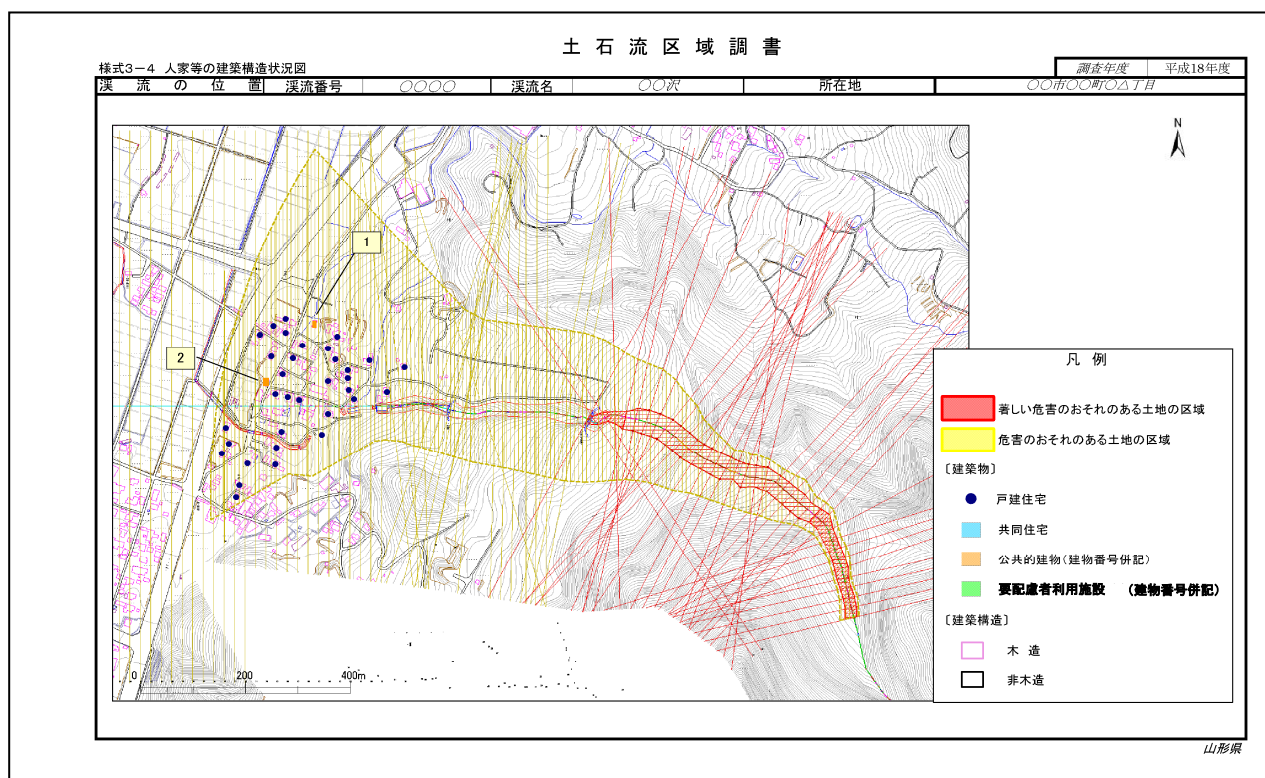 土石流区域調書
様式3－4 人家等の建築構造状況図
調査年度 平成18年度
渓流の位置 渓流番号 ○○○○ 渓流名 ○○沢 所在地 ○○市○○町○△丁目
N
1
2
0 200 400m
凡例
著しい危害のおそれのある土地の区域
危害のおそれのある土地の区域
〔建築物〕
戸建住宅
共同住宅
公共的建物(建物番号併記)
要配慮者利用施設 (建物番号併記)
〔建築構造〕
木造
非木造
山形県